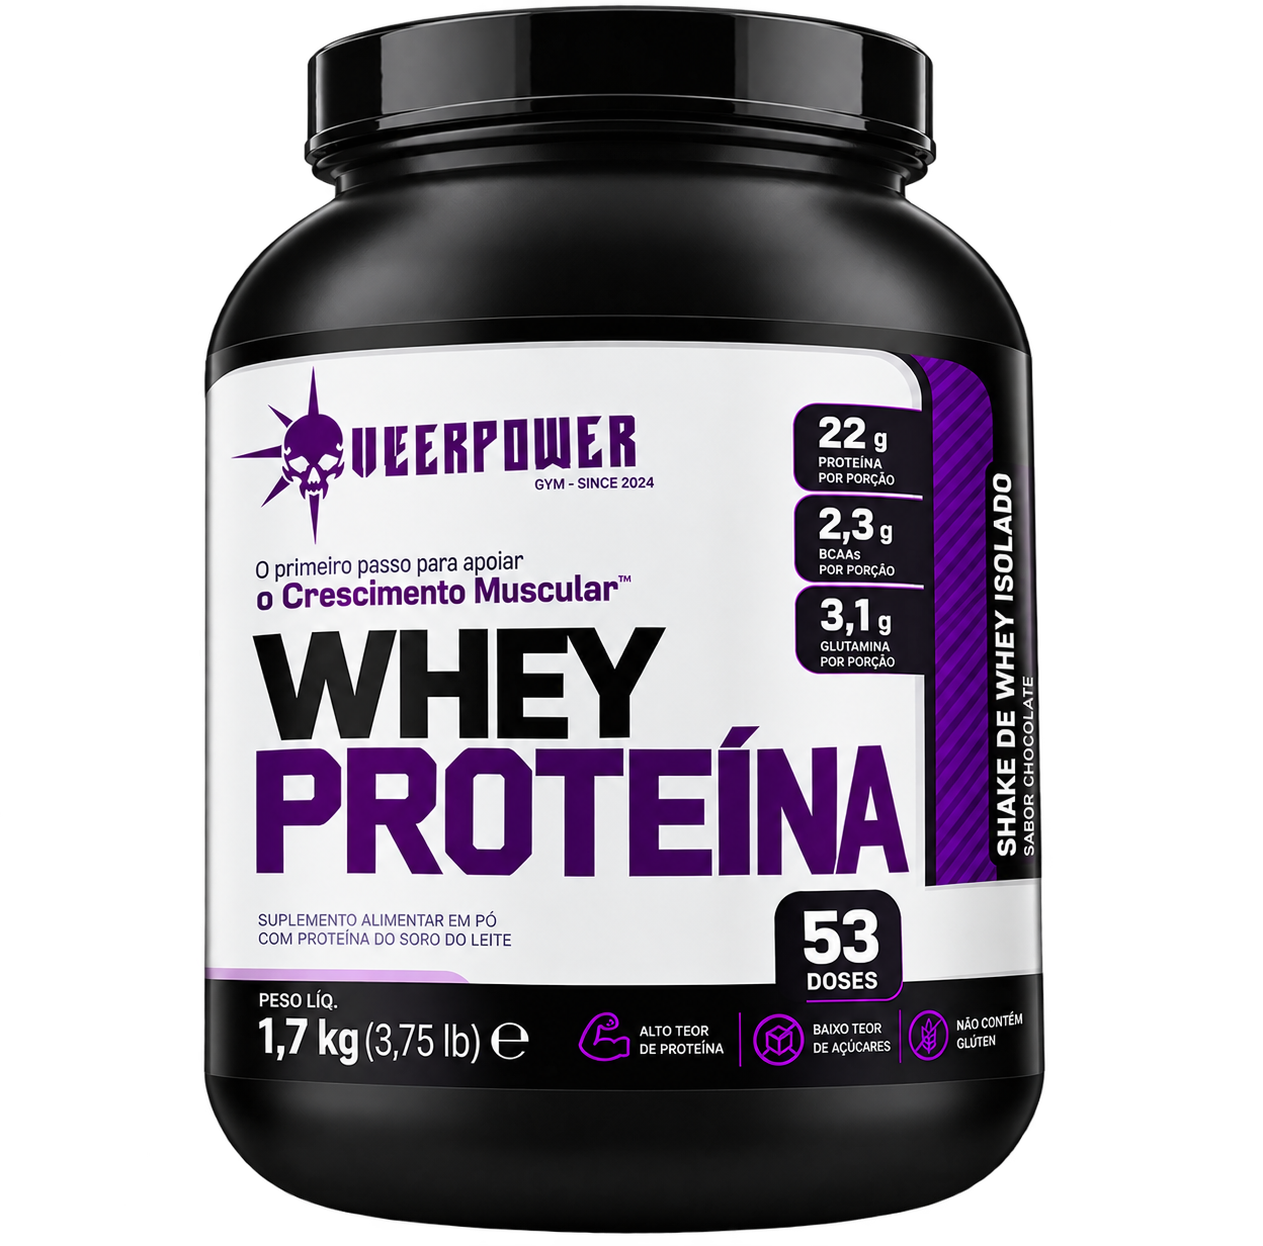 VEERPOWER
GYM - SINCE 2024
O primeiro passo para apoiar
o Crescimento Muscular™
WHEY
PROTEÍNA
SUPLEMENTO ALIMENTAR EM PÓ
COM PROTEÍNA DO SORO DO LEITE
22 g
PROTEÍNA
POR PORÇÃO
2,3 g
BCAAs
POR PORÇÃO
3,1 g
GLUTAMINA
POR PORÇÃO
SHAKE DE WHEY ISOLADO
SABOR CHOCOLATE
53
DOSES
PESO LÍQ.
1,7 kg (3,75 lb) ℮
ALTO TEOR
DE PROTEÍNA
BAIXO TEOR
DE AÇÚCARES
NÃO CONTÉM
GLÚTEN